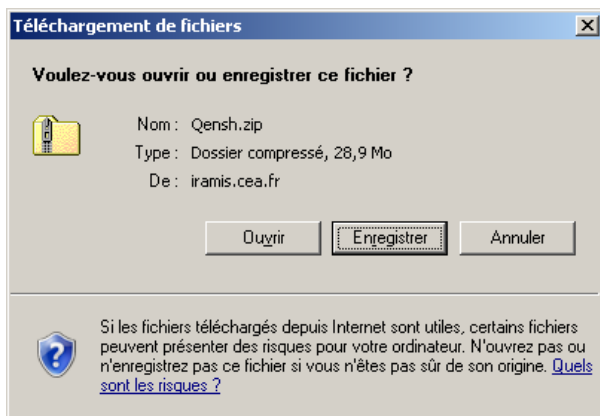 Téléchargement de fichiers
Voulez-vous ouvrir ou enregistrer ce fichier ?
Nom : Qensh.zip
Type : Dossier compressé, 28,9 Mo
De : iramis.cea.fr
Ouvrir Enregistrer Annuler
Si les fichiers téléchargés depuis Internet sont utiles, certains fichiers
peuvent présenter des risques pour votre ordinateur. N'ouvrez pas ou
n'enregistrez pas ce fichier si vous n'êtes pas sûr de son origine. Quels
sont les risques ?